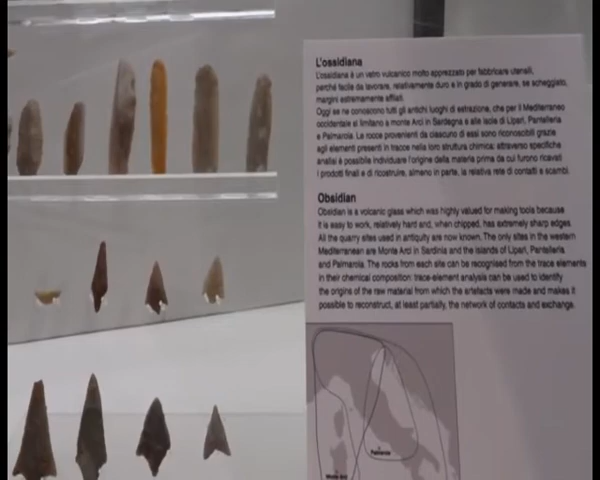 L'ossidiana
L'ossidiana è un vetro vulcanico molto apprezzato per fabbricare utensili,
perché facile da lavorare, relativamente duro e in grado di generare, se scheggiato,
margini estremamente affilati.
Oggi se ne conoscono tutti gli antichi luoghi di estrazione, che per il Mediterraneo
occidentale si limitano a monte Arci in Sardegna e alle isole di Lipari, Pantelleria
e Palmarola. Le rocce provenienti da ciascuno di essi sono riconoscibili grazie
agli elementi presenti in tracce nella loro struttura chimica: attraverso specifiche
analisi è possibile individuare l'origine della materia prima da cui furono ricavati
i prodotti finali e di ricostruire, almeno in parte, la relativa rete di contatti e scambi.
Obsidian
Obsidian is a volcanic glass which was highly valued for making tools because
it is easy to work, relatively hard and, when chipped, has extremely sharp edges.
All the quarry sites used in antiquity are now known. The only sites in the western
Mediterranean are Monte Arci in Sardinia and the islands of Lipari, Pantelleria
and Palmarola. The rocks from each site can be recognised from the trace elements
in their chemical composition: trace-element analysis can be used to identify
the origins of the raw material from which the artefacts were made and makes it
possible to reconstruct, at least partially, the network of contacts and exchange.
Palmarola
Monte Arci